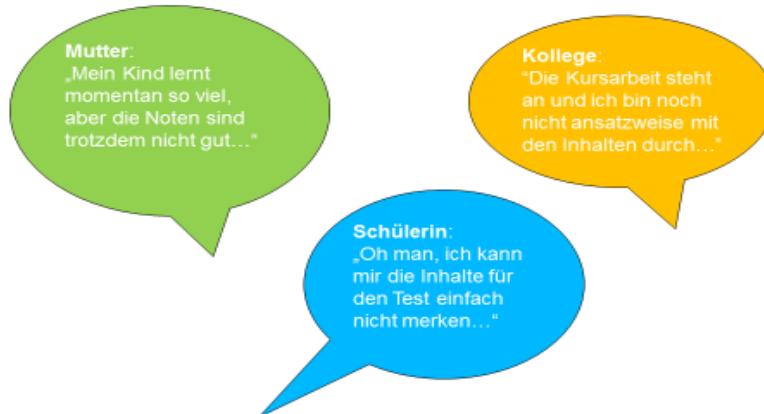 Mutter:
„Mein Kind lernt
momentan so viel,
aber die Noten sind
trotzdem nicht gut…“
Kollege:
“Die Kursarbeit steht
an und ich bin noch
nicht ansatzweise mit
den Inhalten durch…”
Schülerin:
„Oh man, ich kann
mir die Inhalte für
den Test einfach
nicht merken…“